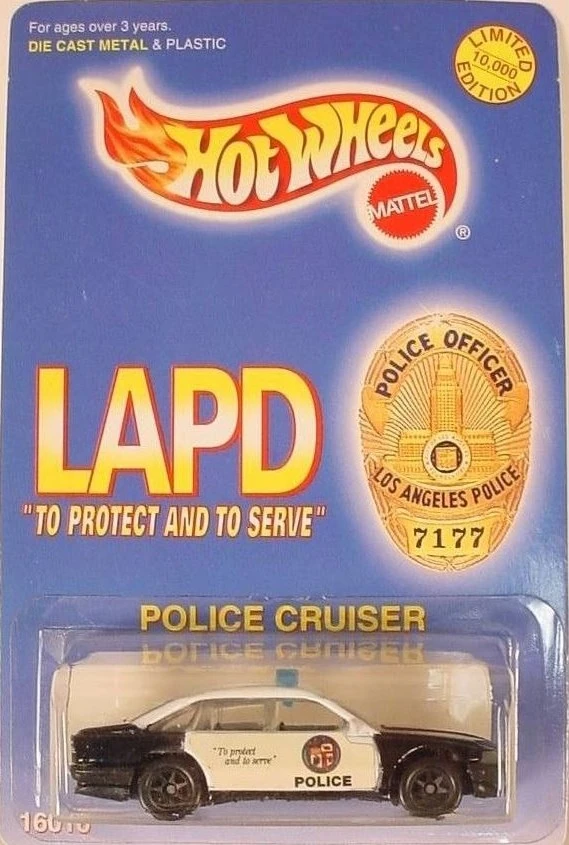 For ages over 3 years.
DIE CAST METAL & PLASTIC
LIMITED
10,000
EDITION
Hot Wheels
MATTEL
®
LAPD
"TO PROTECT AND TO SERVE"
POLICE OFFICER
LOS ANGELES POLICE
7177
POLICE CRUISER
"To protect
and to serve"
POLICE